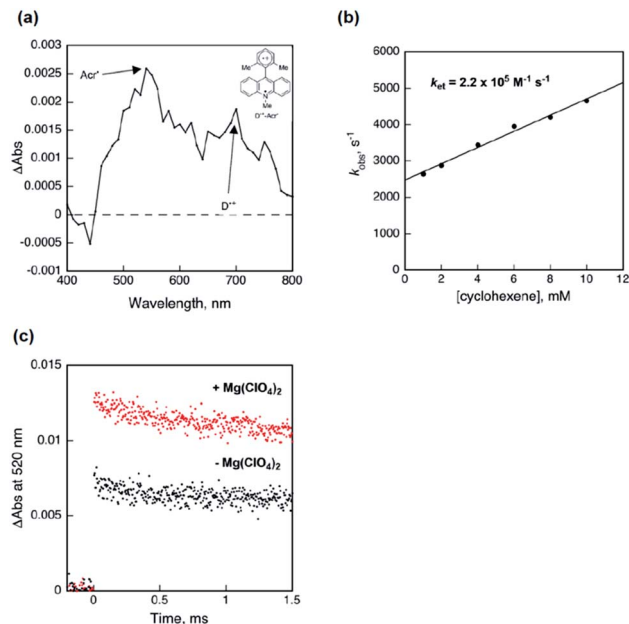 (a)
0.003
0.0025
0.002
0.0015
0.001
0.0005
0
-0.0005
-0.001
ΔAbs
Acr•
D•+
Me
Me
••
N
Me
D•+-Acr•
400 500 600 700 800
Wavelength, nm
(b)
6000
5000
4000
3000
2000
1000
0
kobs, s-1
ket = 2.2 x 10⁵ M-1 s-1
0 2 4 6 8 10 12
[cyclohexene], mM
(c)
0.015
0.01
0.005
0
ΔAbs at 520 nm
+ Mg(ClO4)2
- Mg(ClO4)2
0 0.5 1 1.5
Time, ms